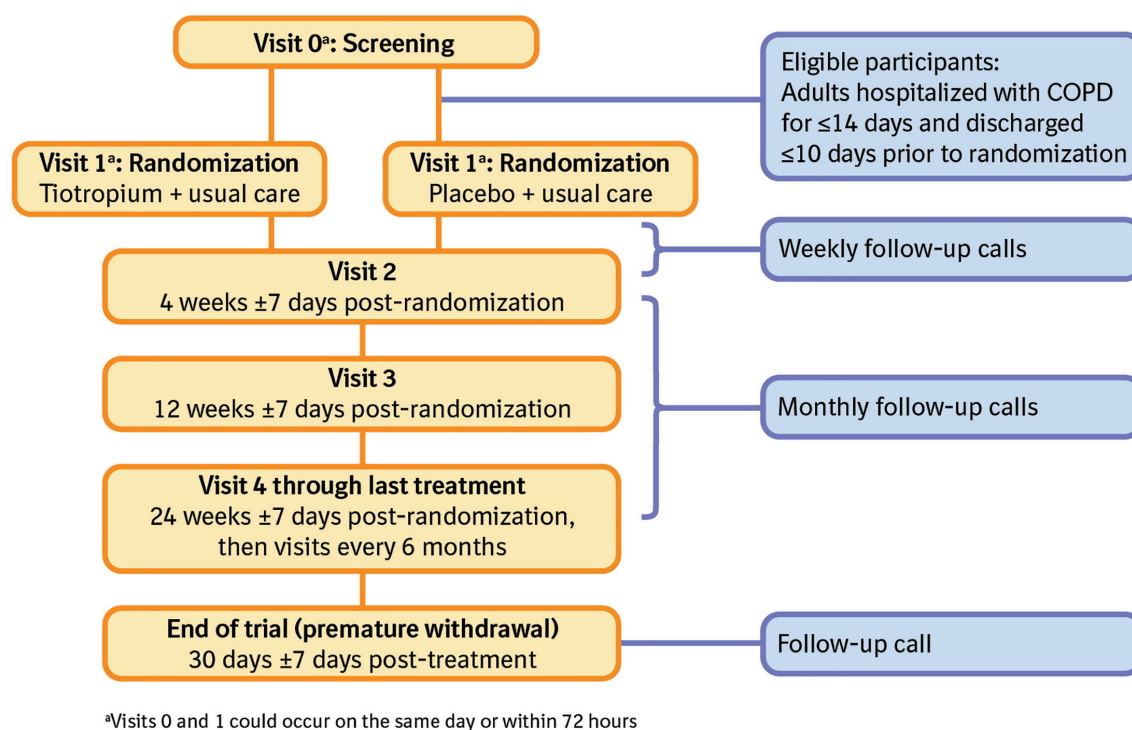 Visit 0ª: Screening
Eligible participants:
Adults hospitalized with COPD
for ≤14 days and discharged
≤10 days prior to randomization
Visit 1ª: Randomization
Tiotropium + usual care
Visit 1ª: Randomization
Placebo + usual care
Weekly follow-up calls
Visit 2
4 weeks ±7 days post-randomization
Visit 3
12 weeks ±7 days post-randomization
Monthly follow-up calls
Visit 4 through last treatment
24 weeks ±7 days post-randomization,
then visits every 6 months
End of trial (premature withdrawal)
30 days ±7 days post-treatment
Follow-up call
ªVisits 0 and 1 could occur on the same day or within 72 hours